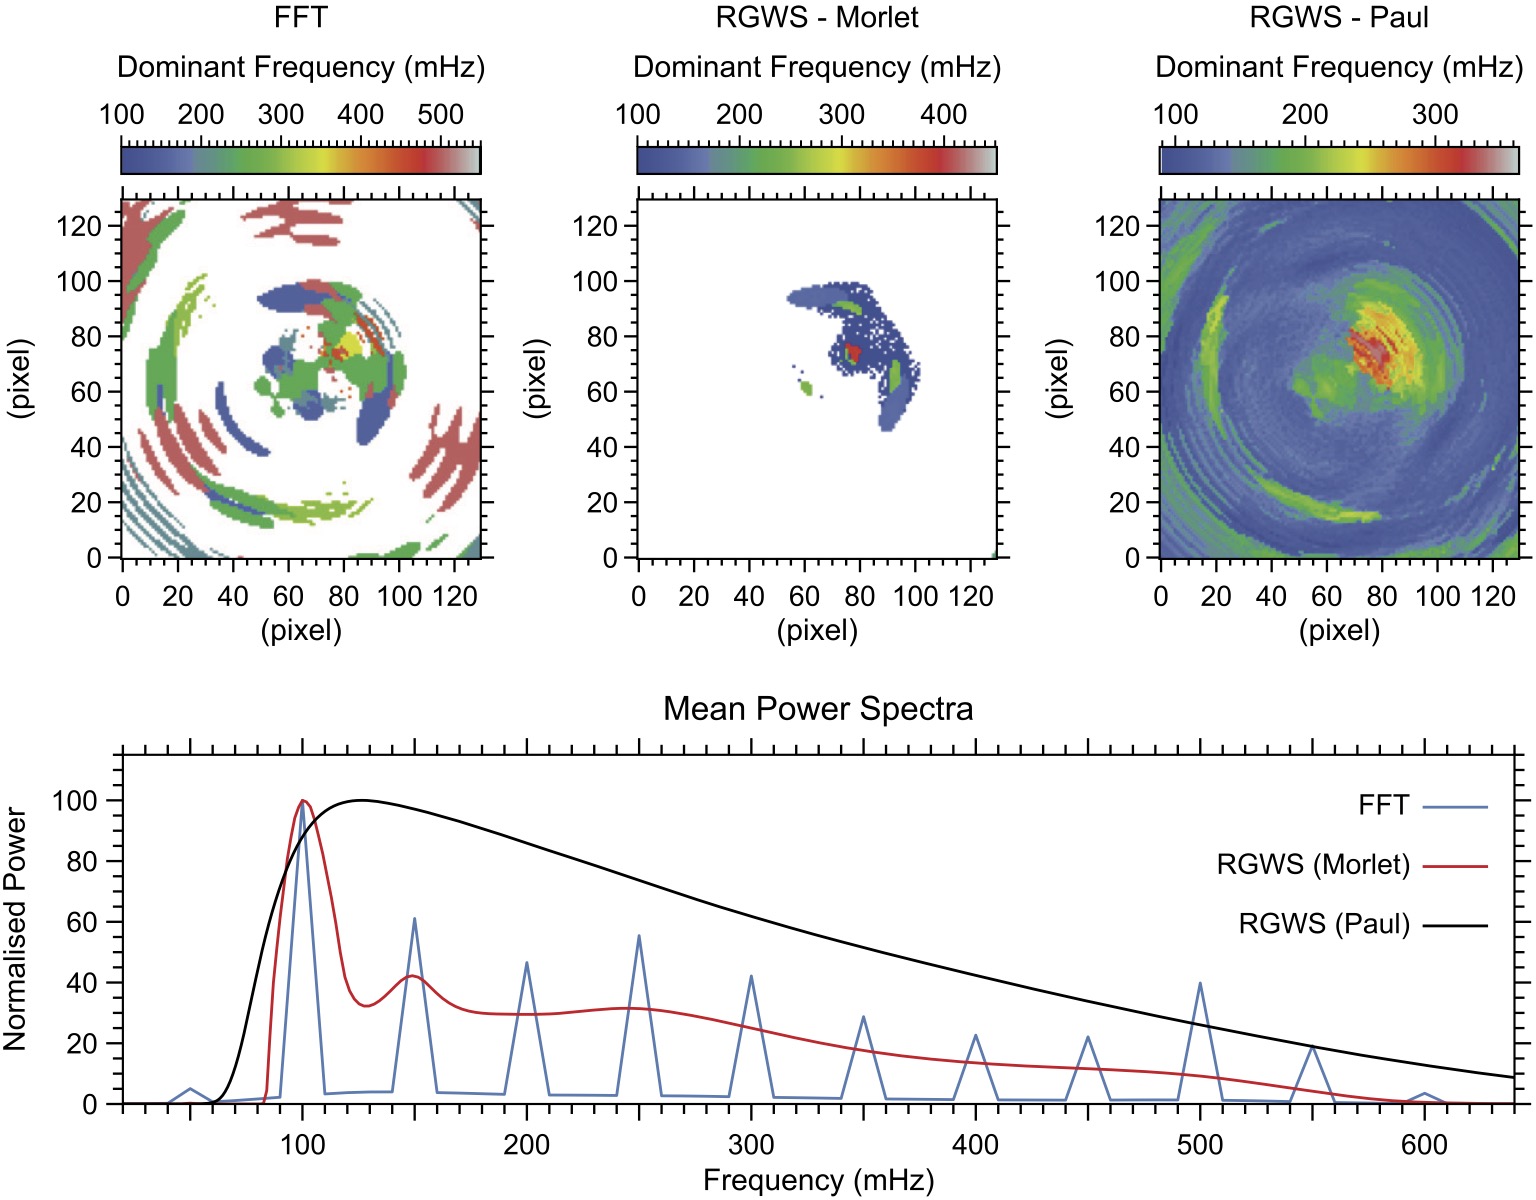 FFT RGWS - Morlet RGWS - Paul
Dominant Frequency (mHz) Dominant Frequency (mHz) Dominant Frequency (mHz)
100 200 300 400 500 100 200 300 400 100 200 300
120 120 120
100 100 100
80 80 80
(pixel) (pixel) (pixel)
60 60 60
40 40 40
20 20 20
0 0 0
0 20 40 60 80 100 120 0 20 40 60 80 100 120 0 20 40 60 80 100 120
(pixel) (pixel) (pixel)
Mean Power Spectra
Normalised Power
100
80
60
40
20
0
FFT
RGWS (Morlet)
RGWS (Paul)
100 200 300 400 500 600
Frequency (mHz)